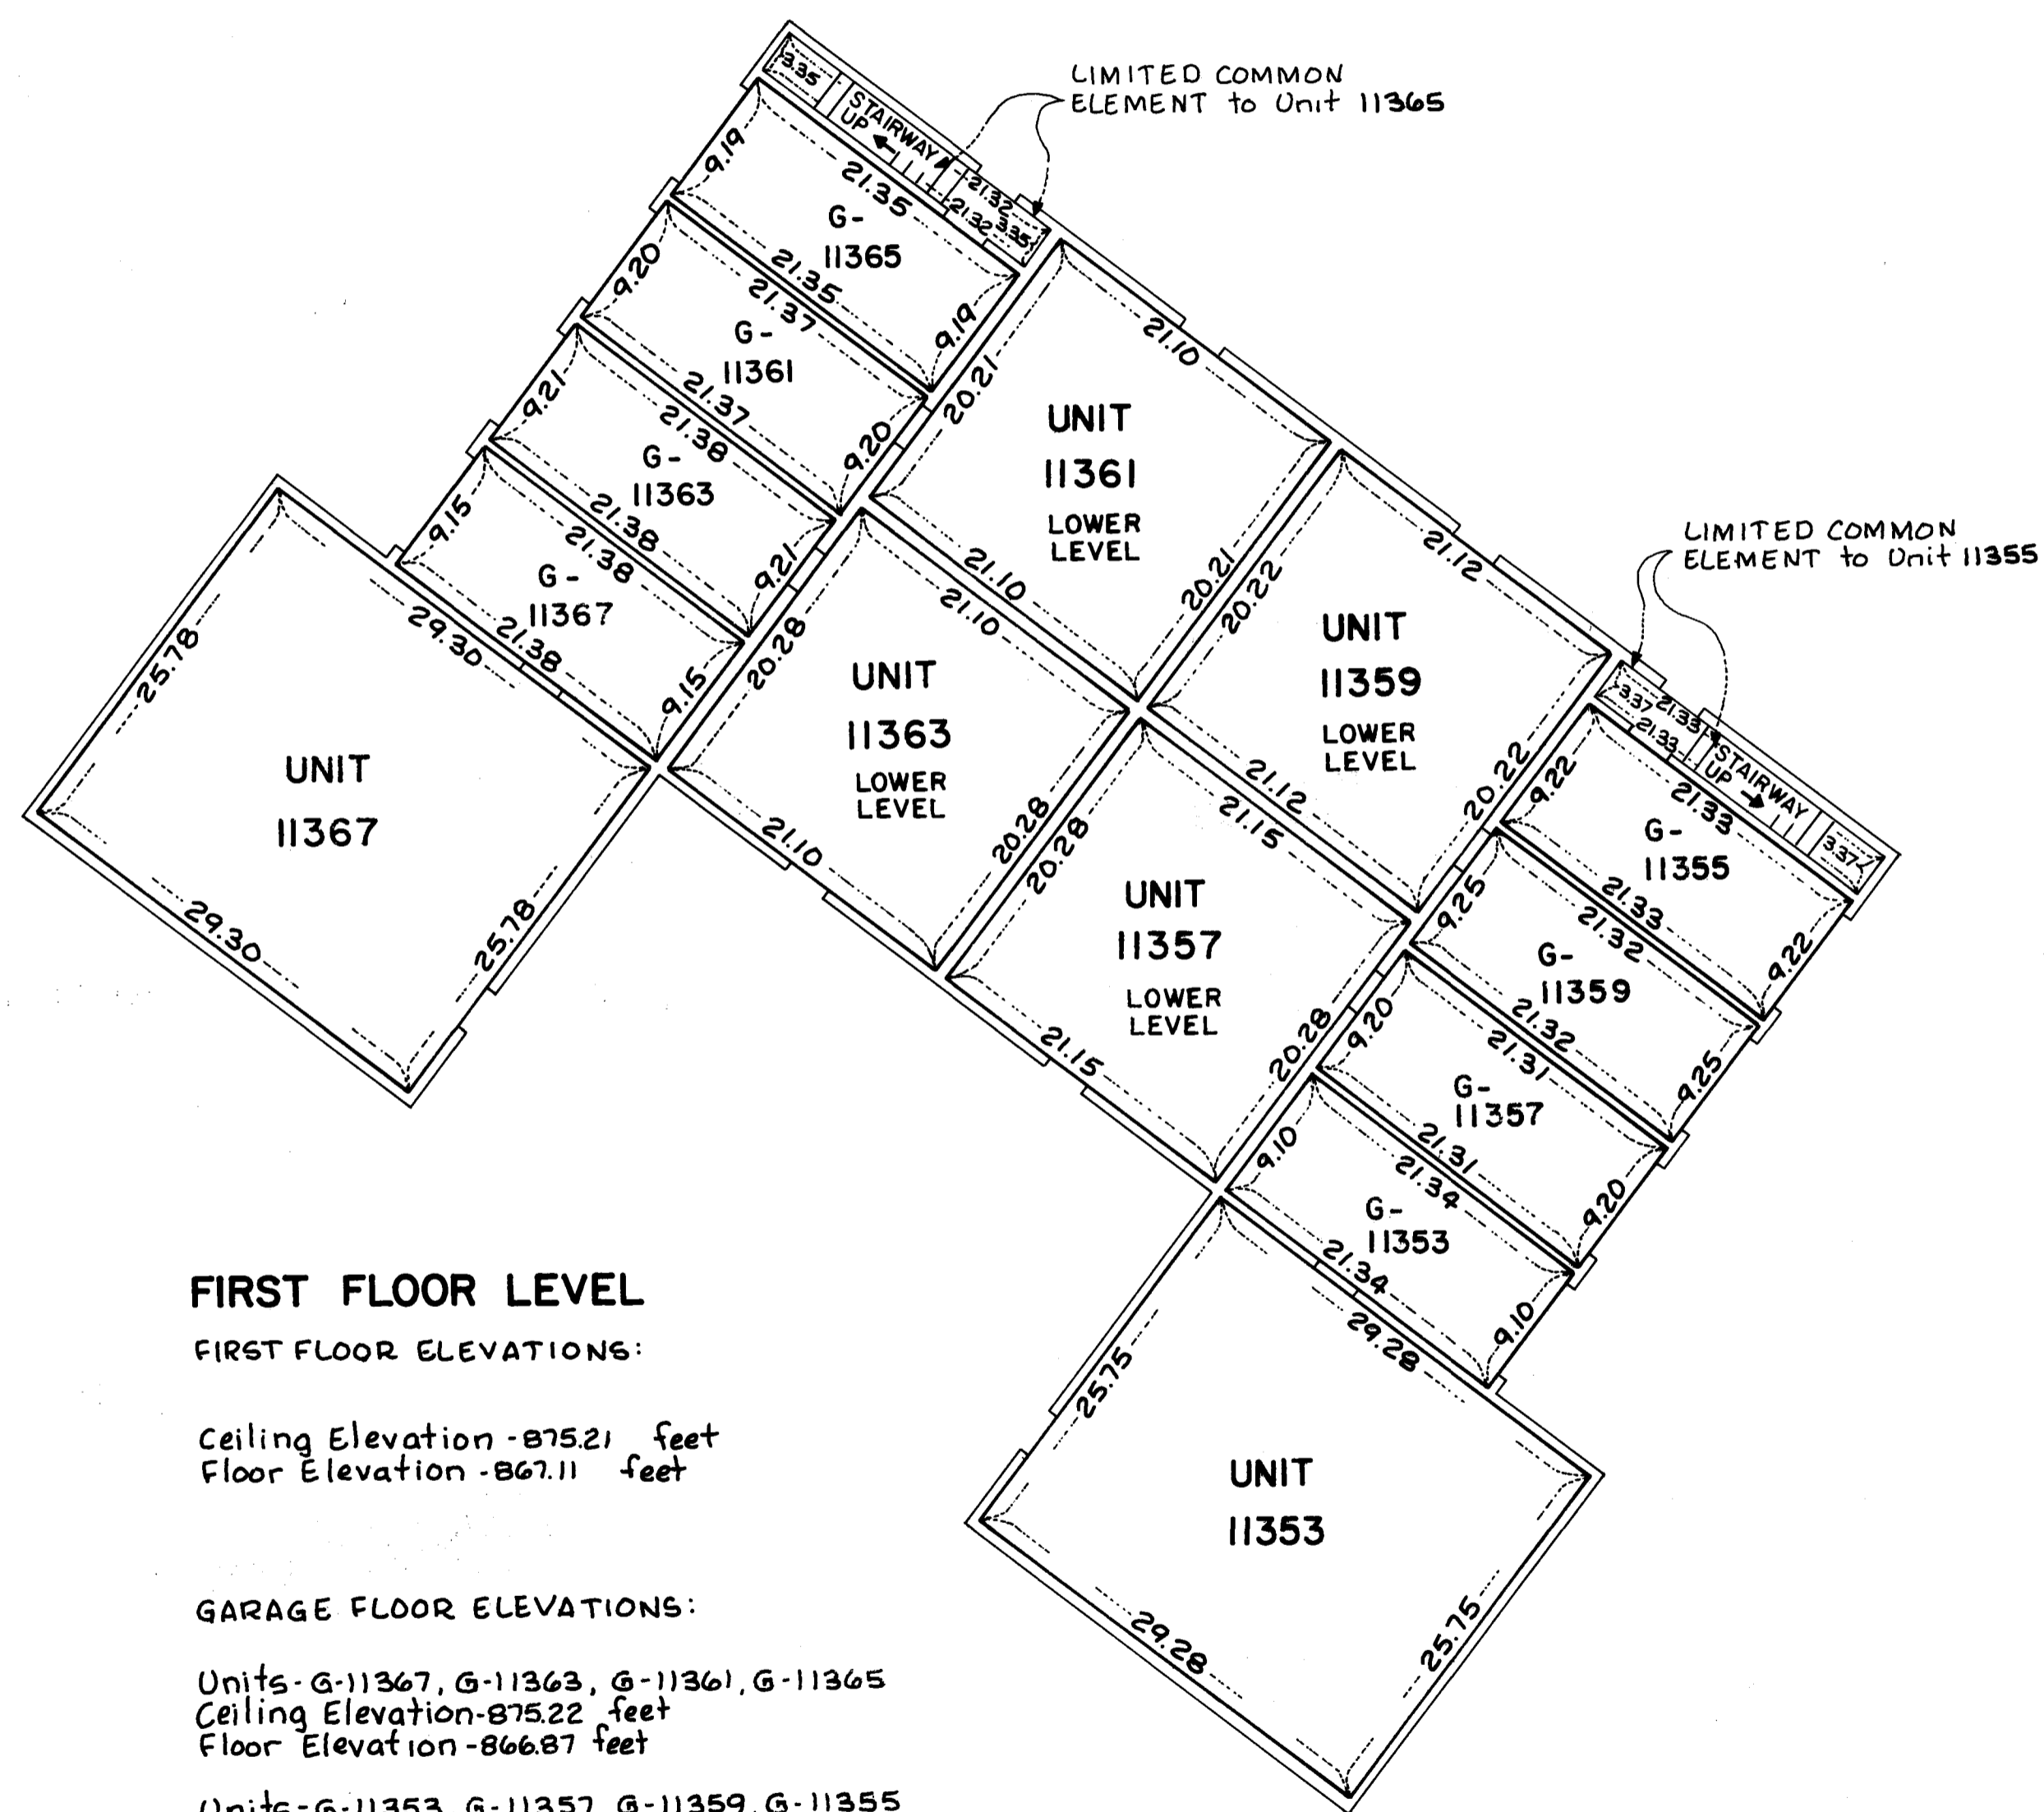 LIMITED COMMON
ELEMENT to Unit 11365
3.35
STAIRWAY
UP
21.32
21.32
3.35
9.19
21.35
G-
11365
21.35
9.19
9.20
21.37
G-
11361
21.37
9.20
9.21
21.38
G-
11363
21.38
9.21
9.15
21.38
G-
11367
21.38
9.15
21.10
20.21
UNIT
11361
LOWER
LEVEL
21.10
20.21
LIMITED COMMON
ELEMENT to Unit 11355
3.37
21.33
21.33
STAIRWAY
UP
3.37
21.12
20.22
UNIT
11359
LOWER
LEVEL
21.12
20.22
21.10
20.28
UNIT
11363
LOWER
LEVEL
21.10
20.28
29.30
25.78
UNIT
11367
29.30
25.78
21.15
20.28
UNIT
11357
LOWER
LEVEL
21.15
20.28
9.22
21.33
G-
11355
21.33
9.22
9.25
21.32
G-
11359
21.32
9.25
9.20
21.31
G-
11357
21.31
9.20
9.10
21.34
G-
11353
21.34
9.10
29.28
25.75
UNIT
11353
29.28
25.75
FIRST FLOOR LEVEL
FIRST FLOOR ELEVATIONS:
Ceiling Elevation - 875.21 feet
Floor Elevation - 867.11 feet
GARAGE FLOOR ELEVATIONS:
Units - G-11367, G-11363, G-11361, G-11365
Ceiling Elevation - 875.22 feet
Floor Elevation - 866.87 feet
Units - G-11353, G-11357, G-11359, G-11355